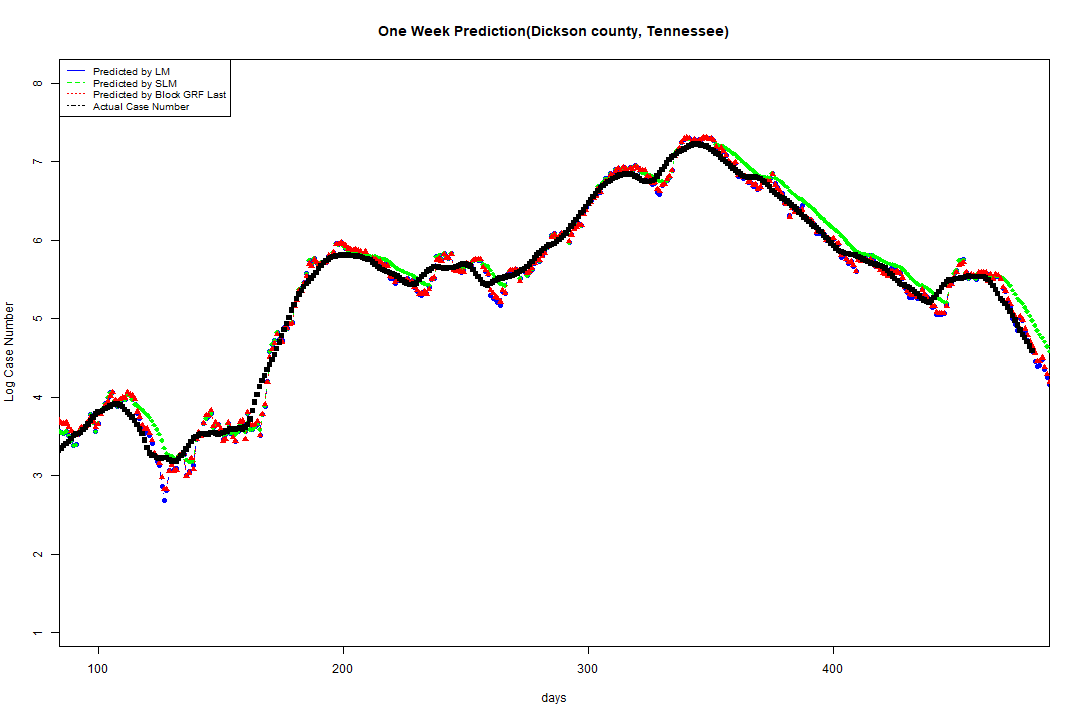 One Week Prediction(Dickson county, Tennessee)
Predicted by LM
Predicted by SLM
Predicted by Block GRF Last
Actual Case Number
8
7
6
5
4
3
2
1
Log Case Number
100 200 300 400
days